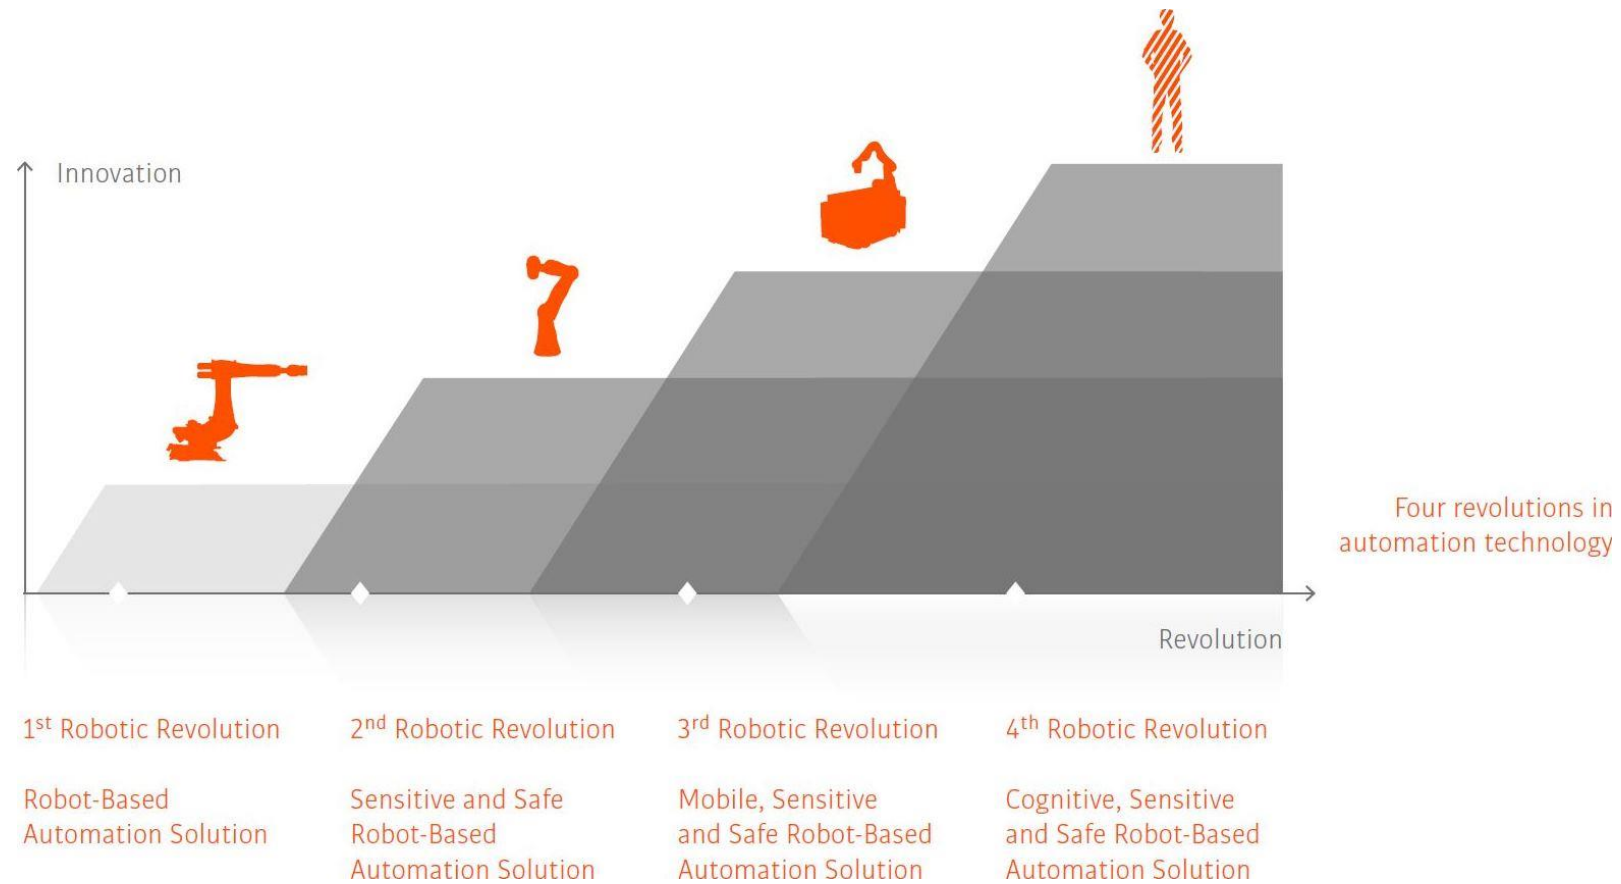 Innovation
Four revolutions in
automation technology
Revolution
1st Robotic Revolution
Robot-Based
Automation Solution
2nd Robotic Revolution
Sensitive and Safe
Robot-Based
Automation Solution
3rd Robotic Revolution
Mobile, Sensitive
and Safe Robot-Based
Automation Solution
4th Robotic Revolution
Cognitive, Sensitive
and Safe Robot-Based
Automation Solution